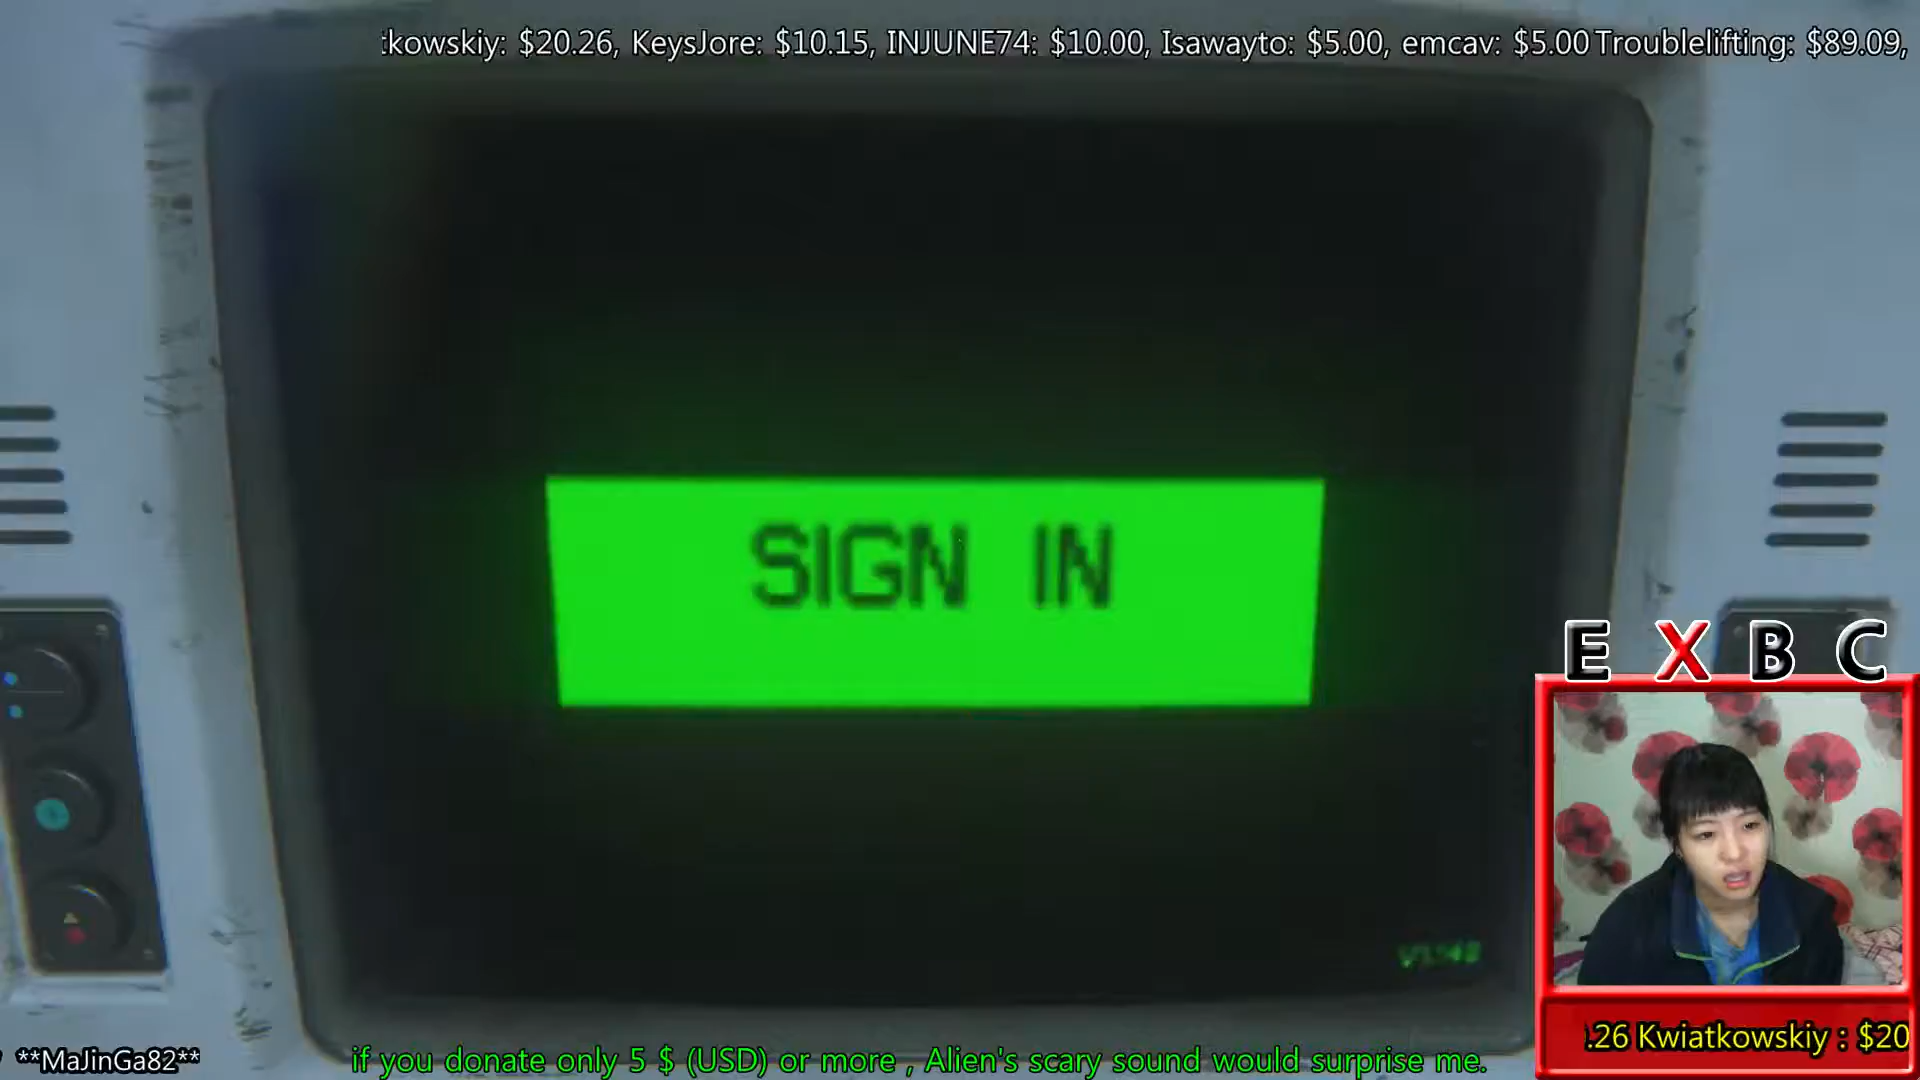 tkowskiy: $20.26, KeysJore: $10.15, INJUNE74: $10.00, Isawayto: $5.00, emcav: $5.00 Troublelifting: $89.09,
SIGN IN
E X B C
.26 Kwiatkowskiy : $20
**MaJinGa82**
if you donate only 5 $ (USD) or more , Alien's scary sound would surprise me.